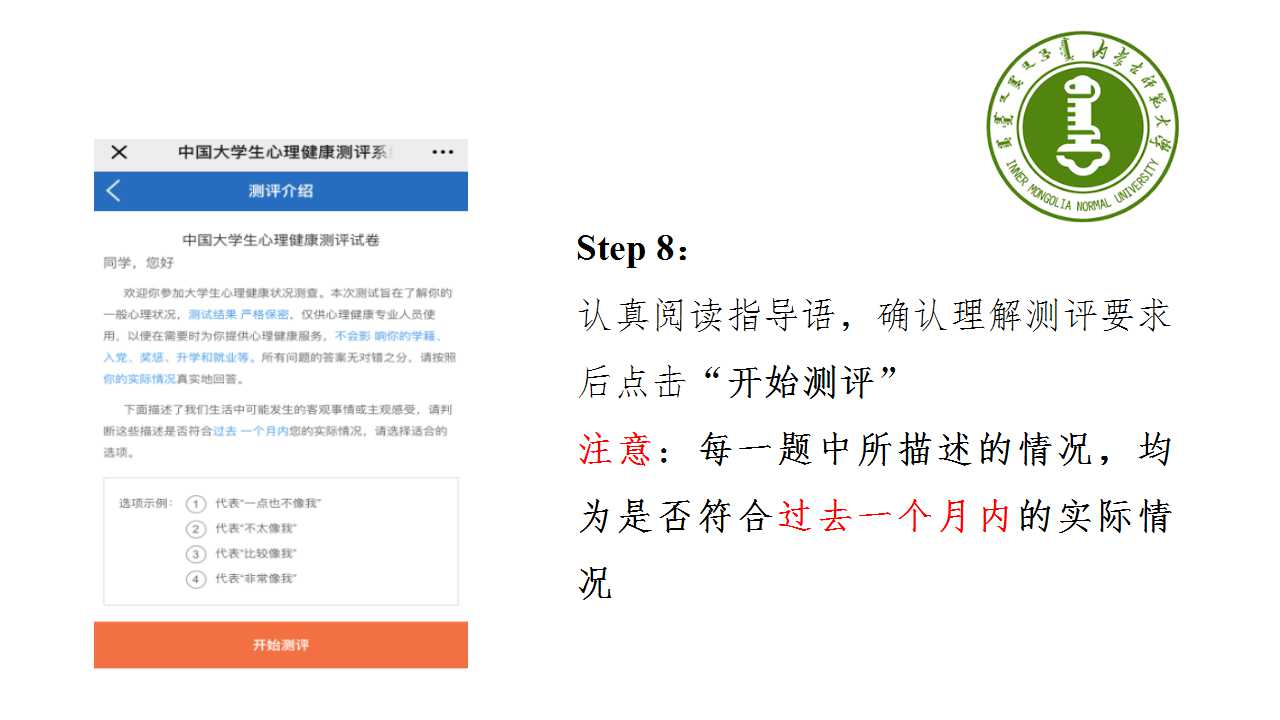 中国大学生心理健康测评系
测评介绍
中国大学生心理健康测评试卷
同学，您好
欢迎你参加大学生心理健康状况测查。本次测试旨在了解你的
一般心理状况，测试结果 严格保密，仅供心理健康专业人员使
用，以便在需要时为你提供心理健康服务，不会影 响你的学籍、
入党、奖惩、升学和就业等。所有问题的答案无对错之分，请按照
你的实际情况真实地回答。
下面描述了我们生活中可能发生的客观事情或主观感受，请判
断这些描述是否符合过去 一个月内您的实际情况，请选择适合的
选项。
选项示例： 1 代表“一点也不像我”
2 代表“不太像我”
3 代表“比较像我”
4 代表“非常像我”
开始测评
内蒙古师范大学
INNER MONGOLIA NORMAL UNIVERSITY
Step 8：
认真阅读指导语，确认理解测评要求
后点击“开始测评”
注意：每一题中所描述的情况，均
为是否符合过去一个月内的实际情
况